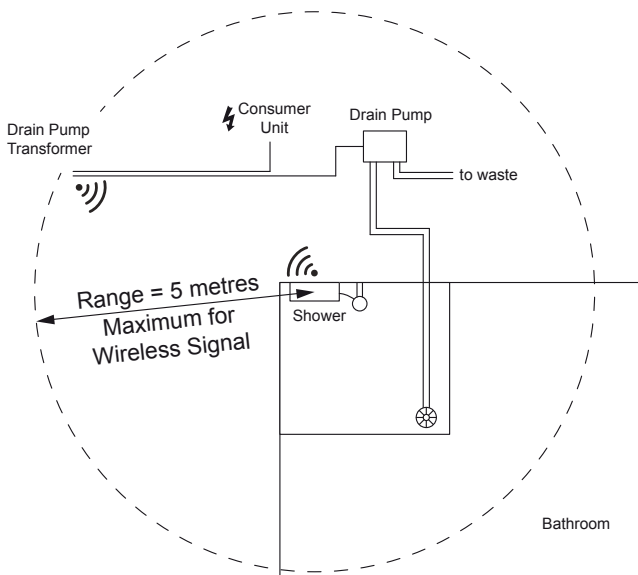 Consumer
Unit
Drain Pump
Drain Pump
Transformer
to waste
Range = 5 metres
Maximum for
Wireless Signal
Shower
Bathroom